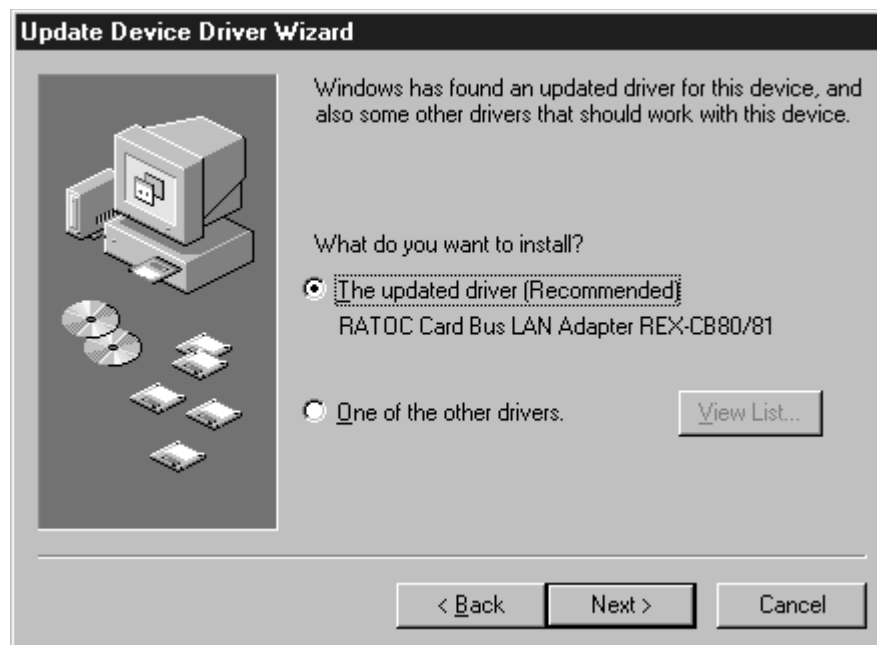 Update Device Driver Wizard
Windows has found an updated driver for this device, and
also some other drivers that should work with this device.
What do you want to install?
The updated driver (Recommended)
RATOC Card Bus LAN Adapter REX-CB80/81
One of the other drivers.
View List...
< Back
Next >
Cancel